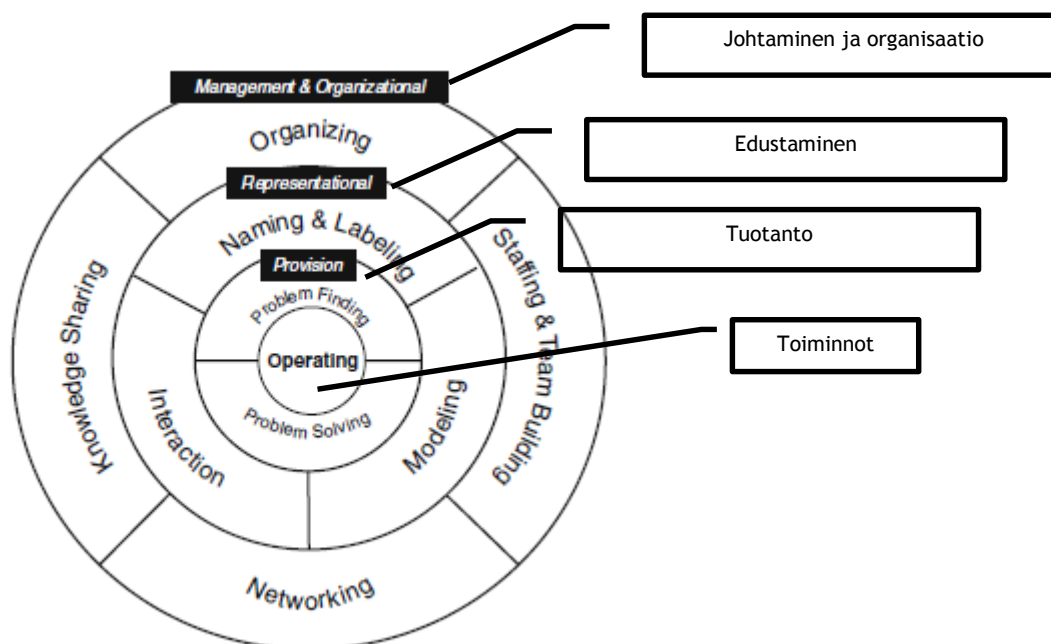 Johtaminen ja organisaatio
Management & Organizational
Organizing
Edustaminen
Representational
Naming & Labeling
Tuotanto
Provision
Problem Finding
Operating
Problem Solving
Toiminnot
Knowledge Sharing
Staffing & Team Building
Interaction
Modeling
Networking